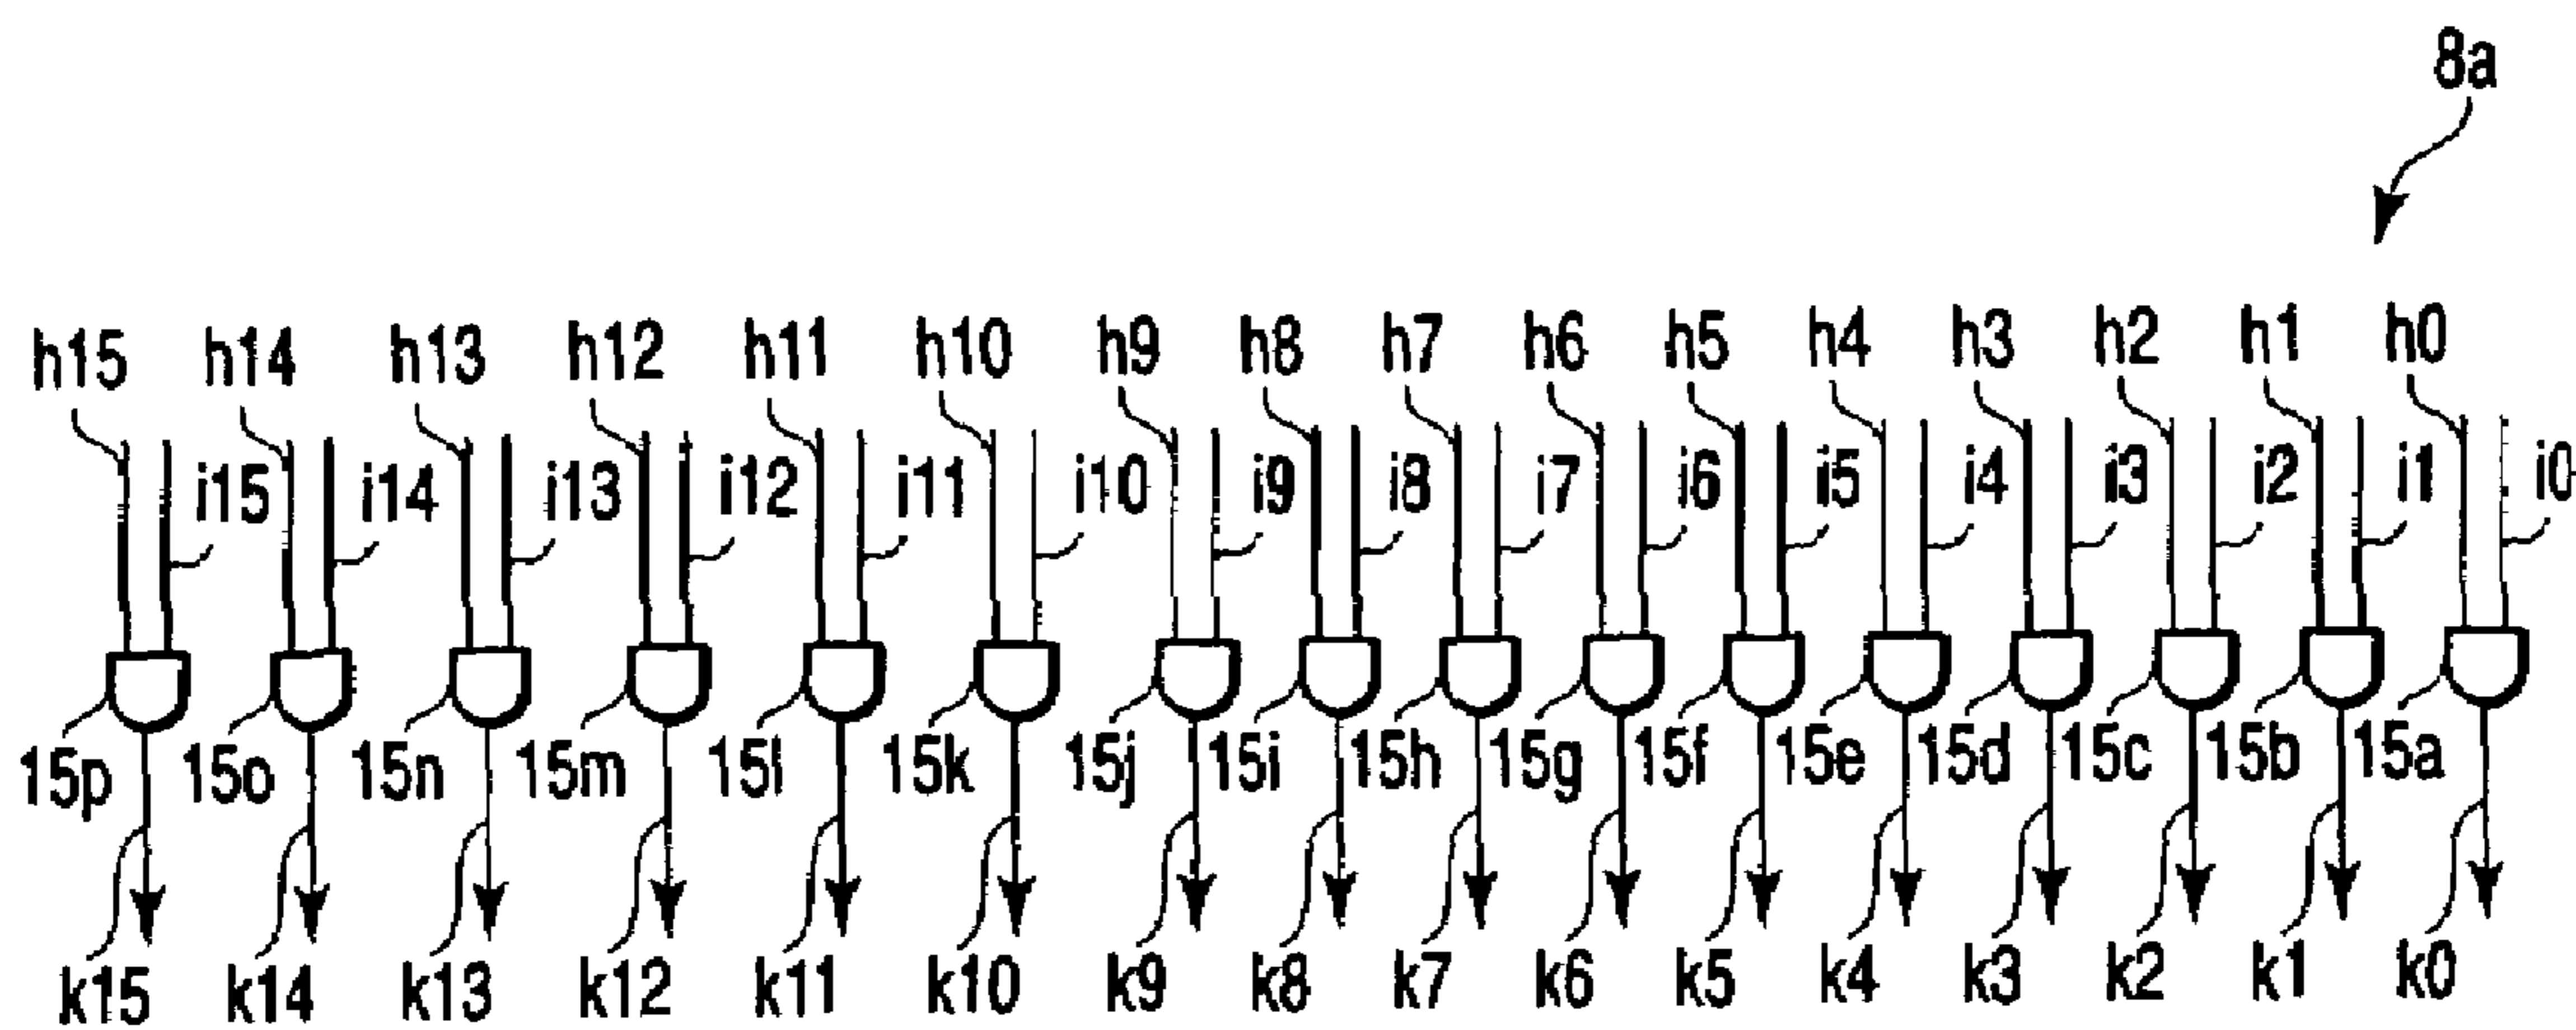 8a
h15 h14 h13 h12 h11 h10 h9 h8 h7 h6 h5 h4 h3 h2 h1 h0
i15 i14 i13 i12 i11 i10 i9 i8 i7 i6 i5 i4 i3 i2 i1 i0
15p 15o 15n 15m 15l 15k 15j 15i 15h 15g 15f 15e 15d 15c 15b 15a
k15 k14 k13 k12 k11 k10 k9 k8 k7 k6 k5 k4 k3 k2 k1 k0